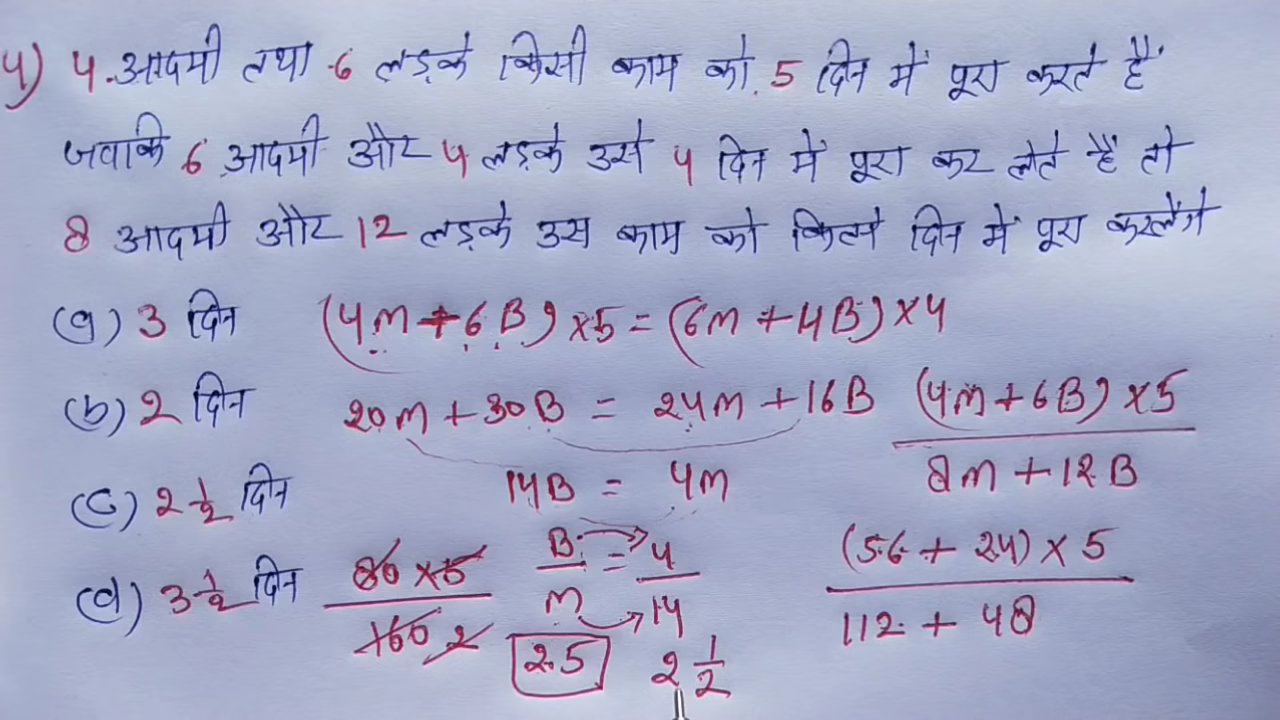 4) 4 आदमी तथा 6 लड़के किसी काम को 5 दिन में पूरा करते हैं
जबकि 6 आदमी और 4 लड़के उसे 4 दिन में पूरा कर लेते हैं तो
8 आदमी और 12 लड़के उस काम को कितने दिन में पूरा करलेंगे
(a) 3 दिन (4M + 6B) × 5 = (6M + 4B) × 4
(b) 2 दिन 20M + 30B = 24M + 16B
(4M + 6B) × 5
8M + 12B
(c) 2 1/2 दिन 14B = 4M
B/M = 4/14
(56 + 24) × 5
112 + 48
(d) 3 1/2 दिन
80 × 5
160 2
2.5 2 1/2